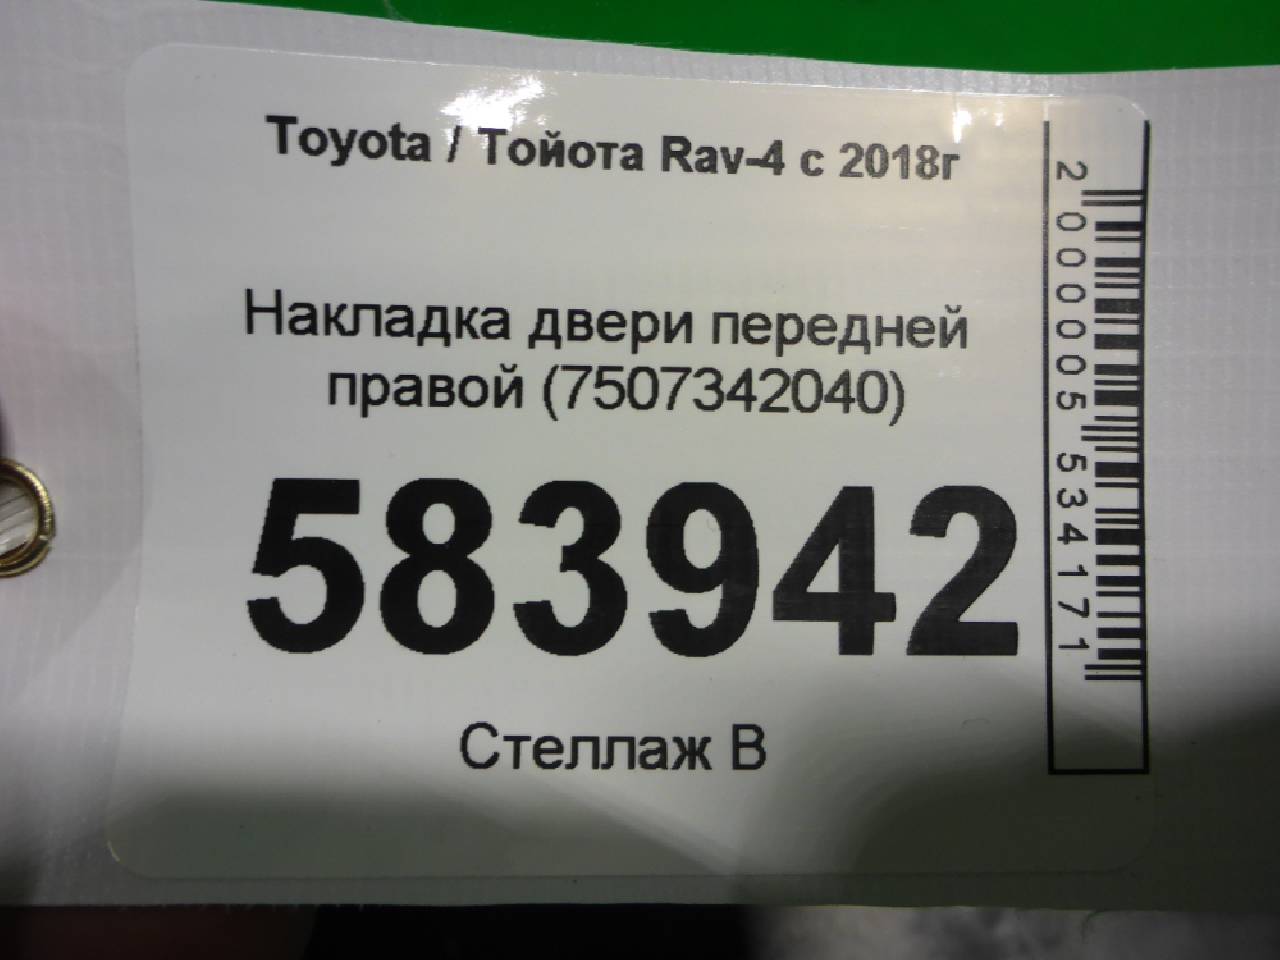 Toyota / Тойота Rav-4 с 2018г
Накладка двери передней
правой (7507342040)
583942
Стеллаж В
2000005534171